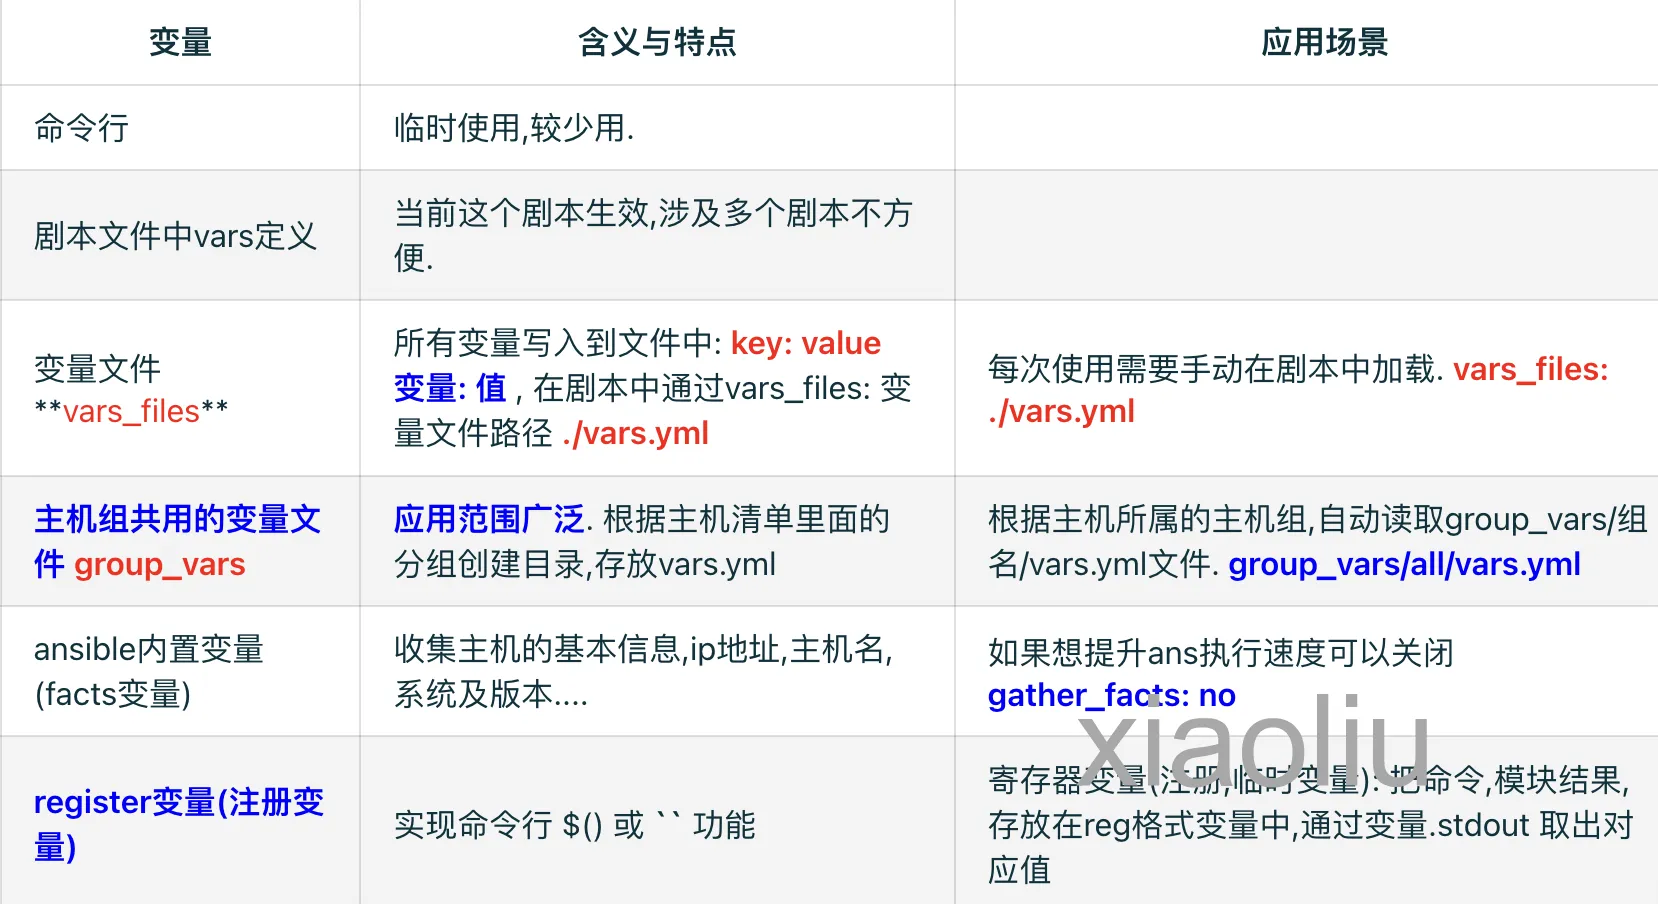 变量 含义与特点 应用场景
命令行 临时使用,较少用.
剧本文件中vars定义
当前这个剧本生效,涉及多个剧本不方
便.
变量文件
**vars_files**
所有变量写入到文件中: key: value
变量: 值 , 在剧本中通过vars_files: 变
量文件路径 ./vars.yml
每次使用需要手动在剧本中加载. vars_files:
./vars.yml
主机组共用的变量文
件 group_vars
应用范围广泛. 根据主机清单里面的
分组创建目录,存放vars.yml
根据主机所属的主机组,自动读取group_vars/组
名/vars.yml文件. group_vars/all/vars.yml
ansible内置变量
(facts变量)
收集主机的基本信息,ip地址,主机名,
系统及版本....
如果想提升ans执行速度可以关闭
gather_facts: no
xiaoliu
register变量(注册变
量)
实现命令行 $() 或 `` 功能
寄存器变量(注册,临时变量): 把命令,模块结果,
存放在reg格式变量中,通过变量.stdout 取出对
应值